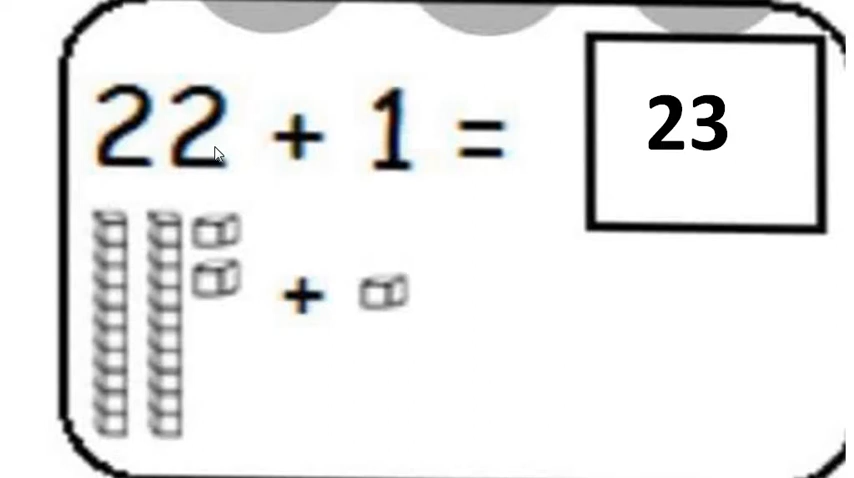 22 + 1 = 23
+